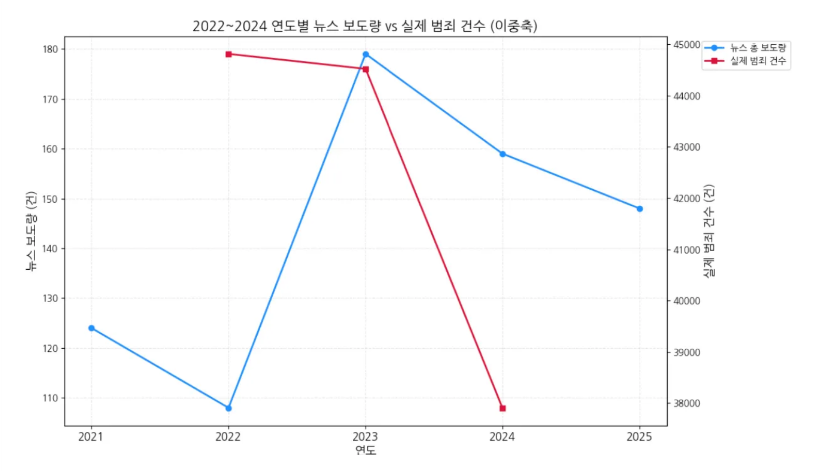 2022~2024 연도별 뉴스 보도량 vs 실제 범죄 건수 (이중축)
뉴스 총 보도량
실제 범죄 건수
뉴스 보도량 (건)
180
170
160
150
140
130
120
110
45000
44000
43000
42000
41000
40000
39000
38000
실제 범죄 건수 (건)
2021 2022 2023 2024 2025
연도